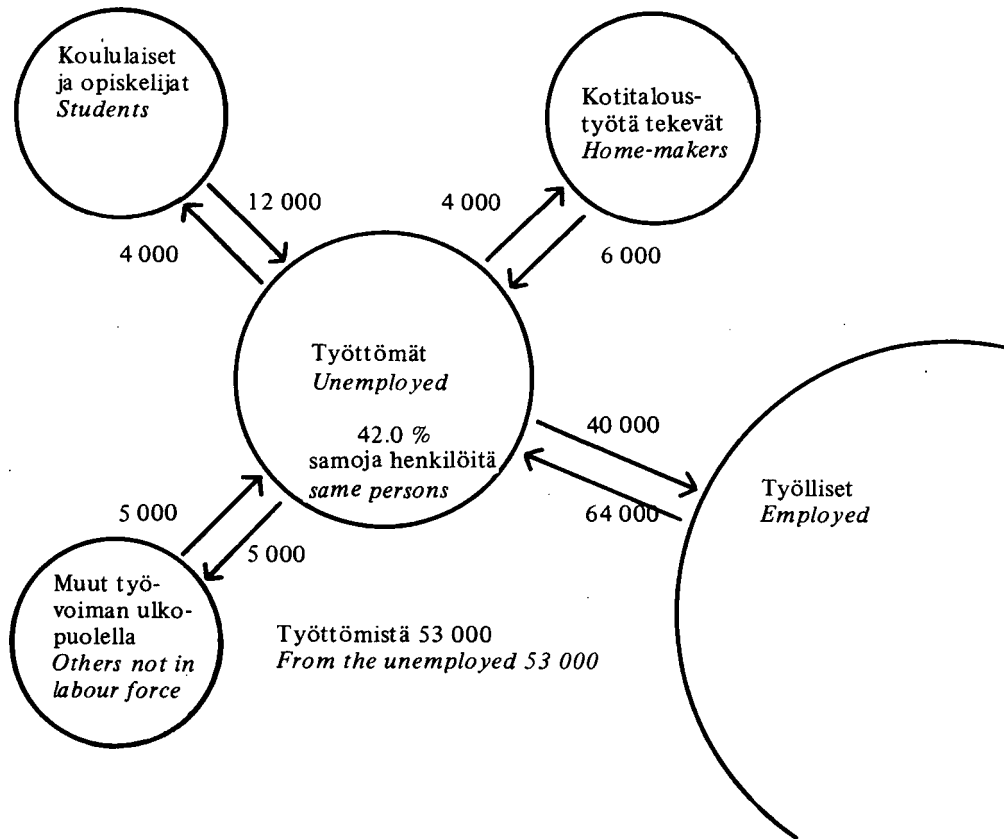 Koululaiset
ja opiskelijat
Students
Kotitalous-
työtä tekevät
Home-makers
12 000
4 000
4 000
6 000
Työttömät
Unemployed
42.0 %
samoja henkilöitä
same persons
40 000
64 000
Työlliset
Employed
5 000
5 000
Muut työ-
voiman ulko-
puolella
Others not in
labour force
Työttömistä 53 000
From the unemployed 53 000